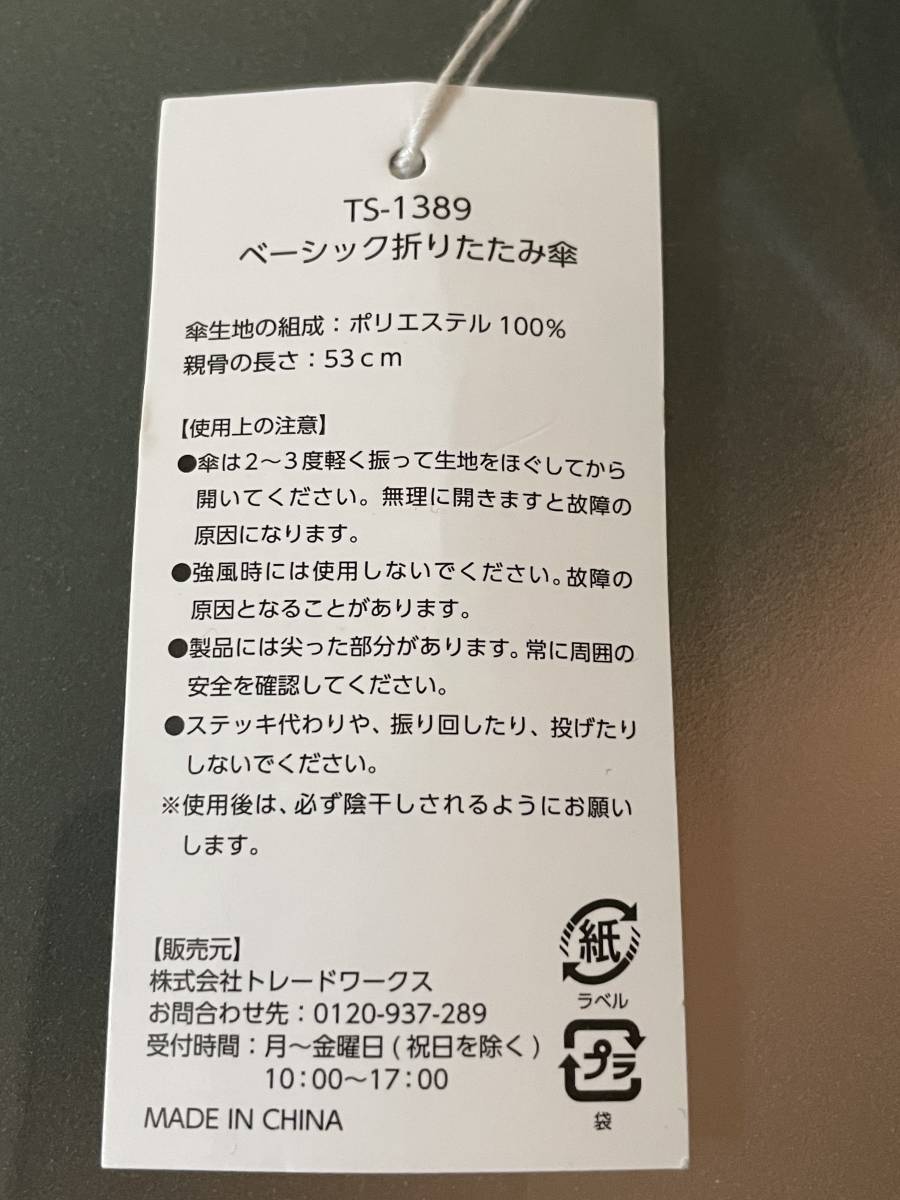 TS-1389
ベーシック折りたたみ傘
傘生地の組成：ポリエステル 100%
親骨の長さ：53cm
【使用上の注意】
●傘は2～3度軽く振って生地をほぐしてから
開いてください。無理に開きますと故障の
原因になります。
●強風時には使用しないでください。故障の
原因となることがあります。
●製品には尖った部分があります。常に周囲の
安全を確認してください。
●ステッキ代わりや、振り回したり、投げたり
しないでください。
※使用後は、必ず陰干しされるようにお願い
します。
【販売元】
株式会社トレードワークス
お問合わせ先：0120-937-289
受付時間：月～金曜日(祝日を除く)
10：00～17：00
MADE IN CHINA
紙
ラベル
プラ
袋